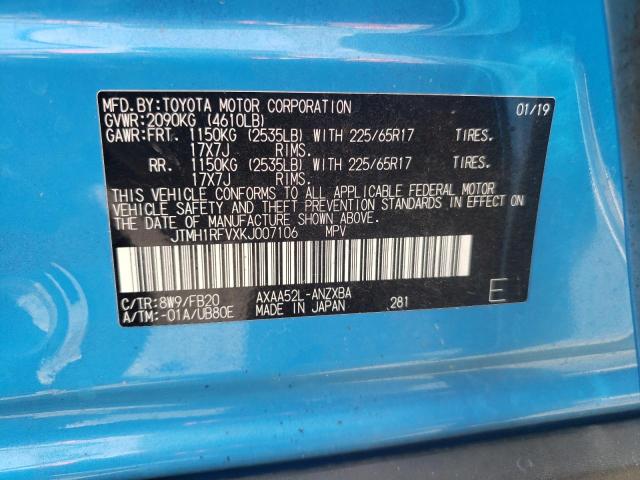 MFD. BY: TOYOTA MOTOR CORPORATION 01/19
GVWR: 2090KG (4610LB)
GAWR: FRT. 1150KG (2535LB) WITH 225/65R17 TIRES.
17X7J RIMS.
RR. 1150KG (2535LB) WITH 225/65R17 TIRES.
17X7J RIMS.
THIS VEHICLE CONFORMS TO ALL APPLICABLE FEDERAL MOTOR
VEHICLE SAFETY AND THEFT PREVENTION STANDARDS IN EFFECT ON
THE DATE OF MANUFACTURE SHOWN ABOVE.
JTMH1RFVXKJ007106 MPV
C/TR: 8W9/FB20 AXAA52L-ANZXBA
A/TM: -01A/UB80E MADE IN JAPAN 281 E